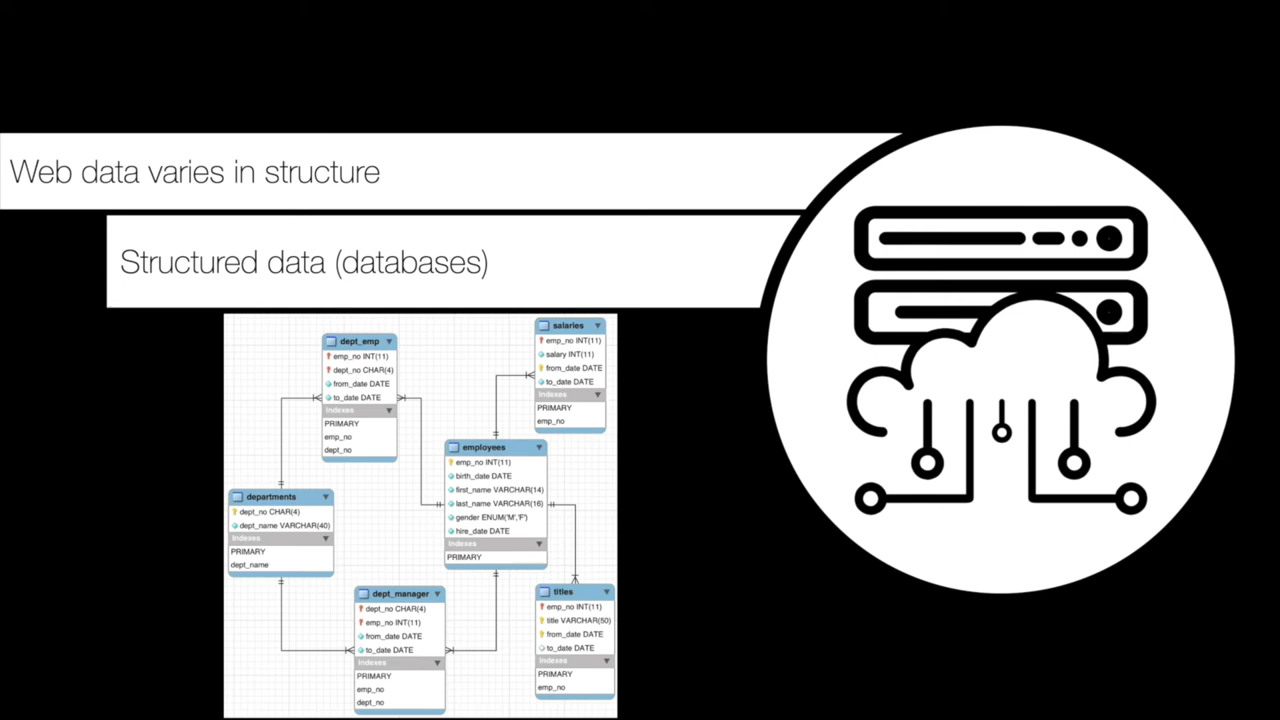 Web data varies in structure
Structured data (databases)
dept_emp
emp_no INT(11)
dept_no CHAR(4)
from_date DATE
to_date DATE
Indexes
PRIMARY
emp_no
dept_no
salaries
emp_no INT(11)
salary INT(11)
from_date DATE
to_date DATE
Indexes
PRIMARY
emp_no
employees
emp_no INT(11)
birth_date DATE
first_name VARCHAR(14)
last_name VARCHAR(16)
gender ENUM('M','F')
hire_date DATE
Indexes
PRIMARY
departments
dept_no CHAR(4)
dept_name VARCHAR(40)
Indexes
PRIMARY
dept_name
dept_manager
dept_no CHAR(4)
emp_no INT(11)
from_date DATE
to_date DATE
Indexes
PRIMARY
emp_no
dept_no
titles
emp_no INT(11)
title VARCHAR(50)
from_date DATE
to_date DATE
Indexes
PRIMARY
emp_no